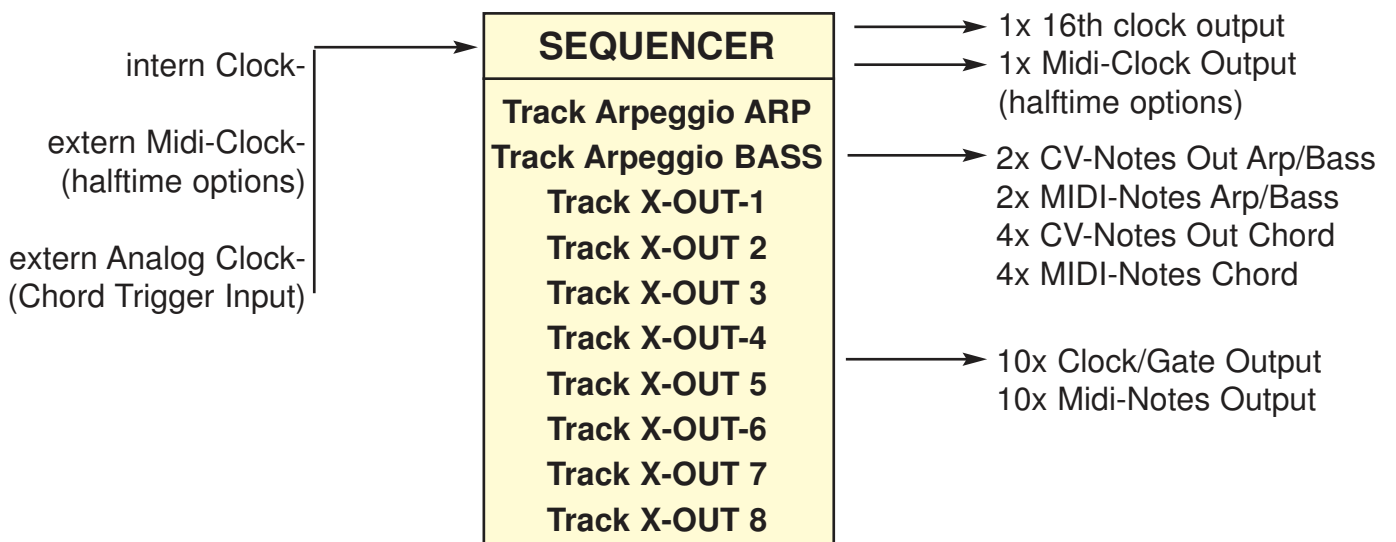 intern Clock-
extern Midi-Clock-
(halftime options)
extern Analog Clock-
(Chord Trigger Input)
SEQUENCER
Track Arpeggio ARP
Track Arpeggio BASS
Track X-OUT-1
Track X-OUT 2
Track X-OUT 3
Track X-OUT-4
Track X-OUT 5
Track X-OUT-6
Track X-OUT 7
Track X-OUT 8
1x 16th clock output
1x Midi-Clock Output
(halftime options)
2x CV-Notes Out Arp/Bass
2x MIDI-Notes Arp/Bass
4x CV-Notes Out Chord
4x MIDI-Notes Chord
10x Clock/Gate Output
10x Midi-Notes Output